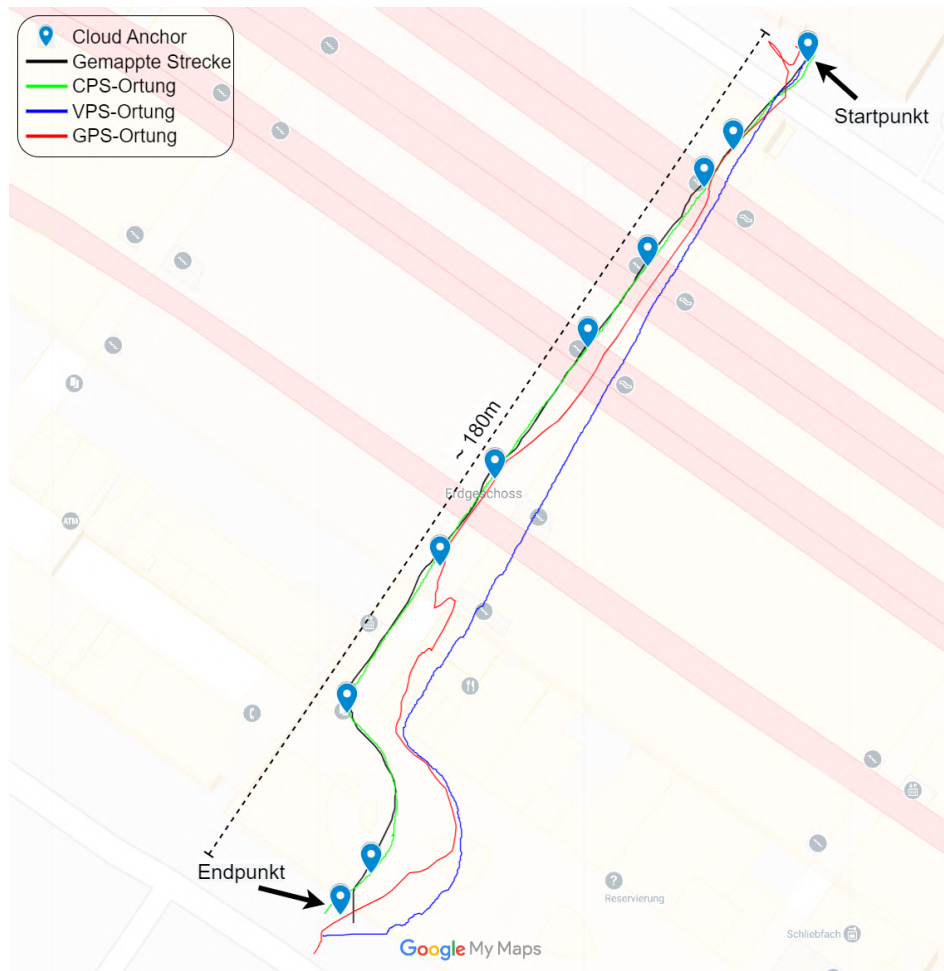 Cloud Anchor
Gemappte Strecke
CPS-Ortung
VPS-Ortung
GPS-Ortung
Startpunkt
~ 180m
Erdgeschoss
ATM
Endpunkt
?
Reservierung
Schließfach
Google My Maps